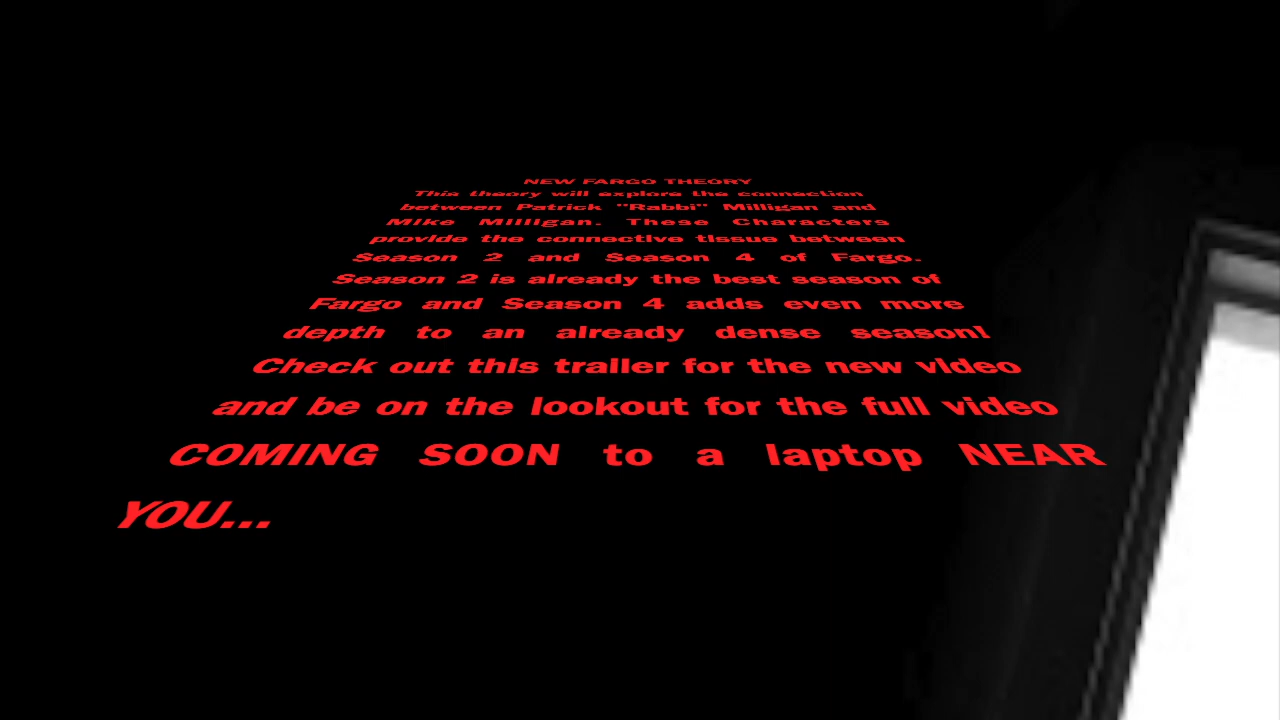 NEW FARGO THEORY
This theory will explore the connection
between Patrick "Rabbi" Milligan and
Mike Milligan. These Characters
provide the connective tissue between
Season 2 and Season 4 of Fargo.
Season 2 is already the best season of
Fargo and Season 4 adds even more
depth to an already dense season!
Check out this trailer for the new video
and be on the lookout for the full video
COMING SOON to a laptop NEAR
YOU...